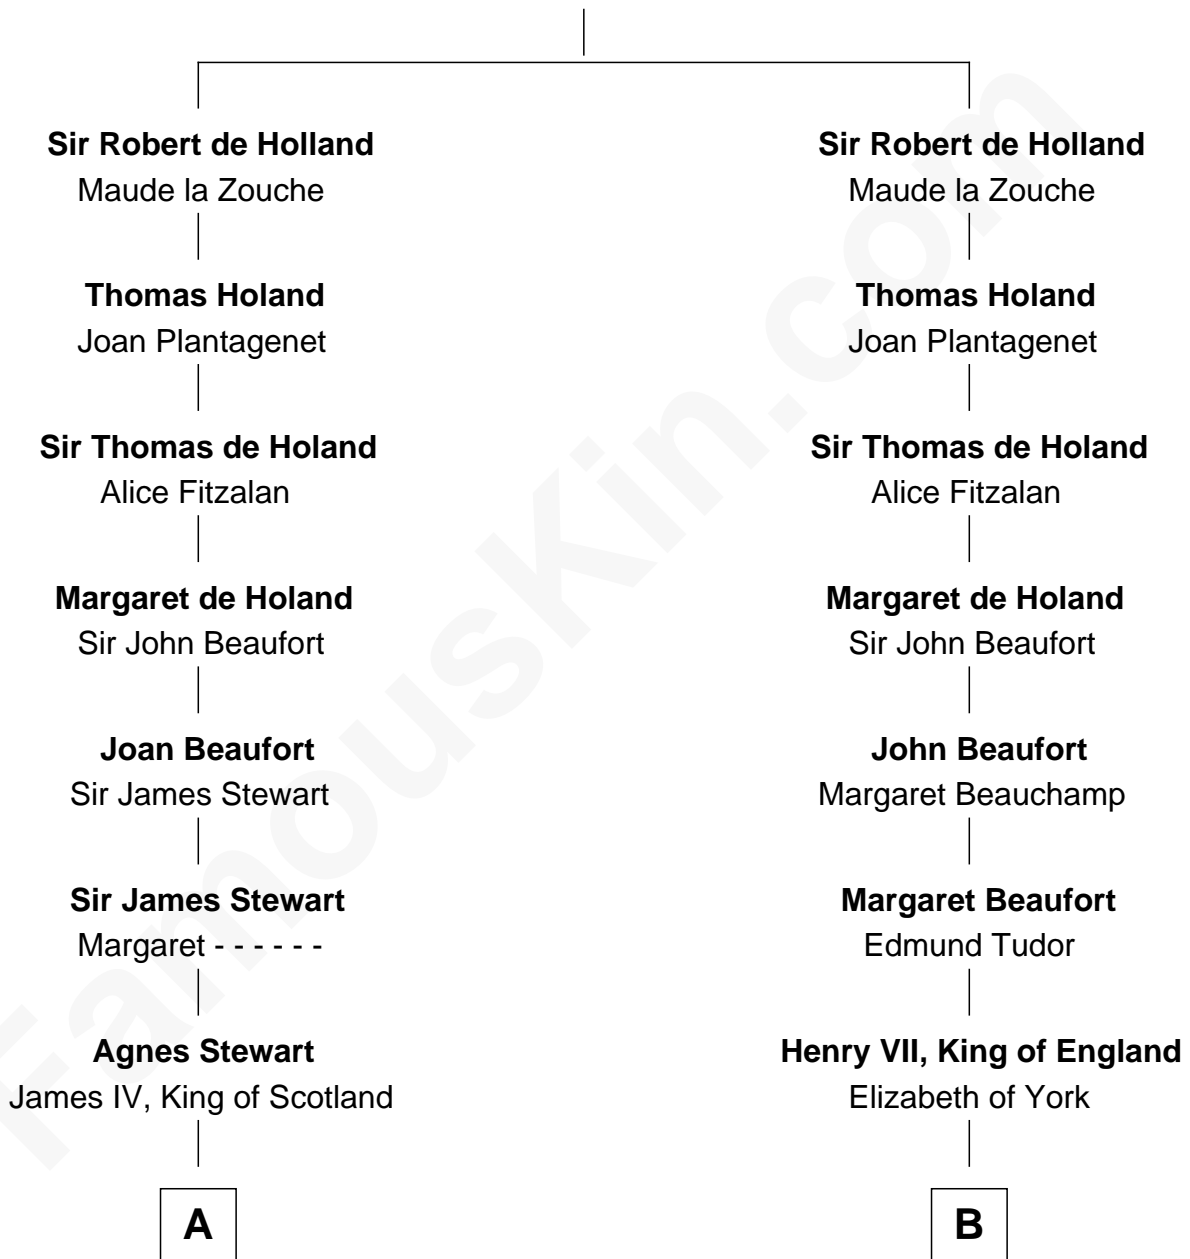 Sir Robert de Holland
Maude la Zouche
Thomas Holand
Joan Plantagenet
Sir Thomas de Holand
Alice Fitzalan
Margaret de Holand
Sir John Beaufort
Joan Beaufort
Sir James Stewart
Sir James Stewart
Margaret - - - - - -
Agnes Stewart
James IV, King of Scotland
A
Sir Robert de Holland
Maude la Zouche
Thomas Holand
Joan Plantagenet
Sir Thomas de Holand
Alice Fitzalan
Margaret de Holand
Sir John Beaufort
John Beaufort
Margaret Beauchamp
Margaret Beaufort
Edmund Tudor
Henry VII, King of England
Elizabeth of York
B
FamousKin.com